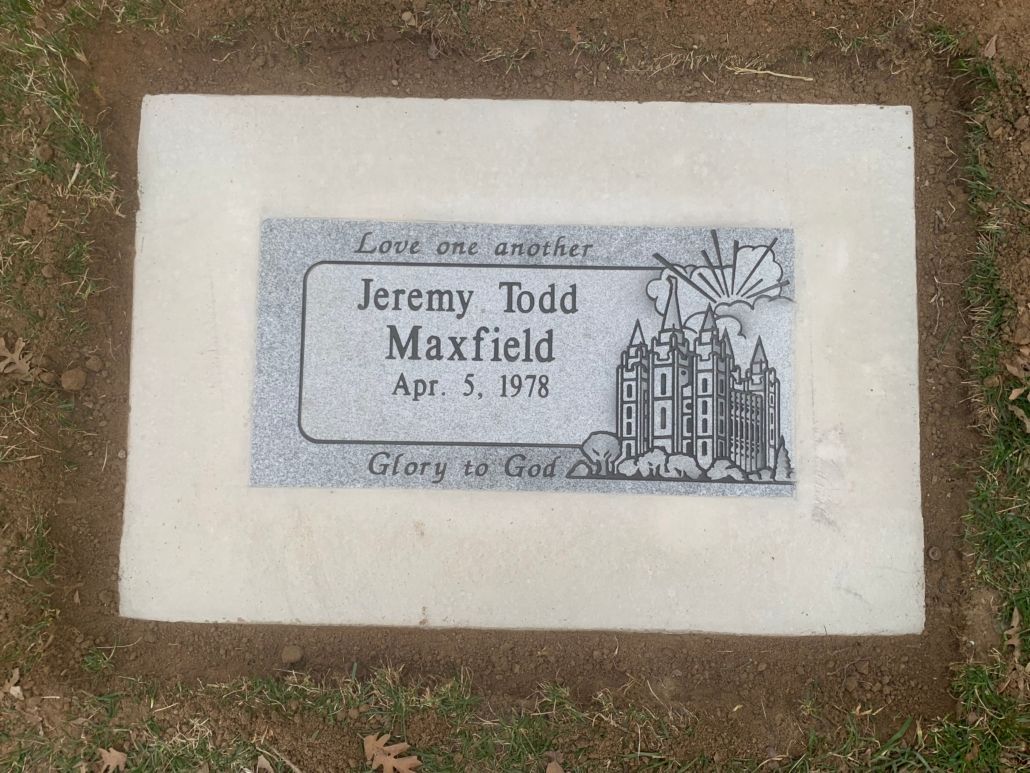 Love one another
Jeremy Todd
Maxfield
Apr. 5, 1978
Glory to God